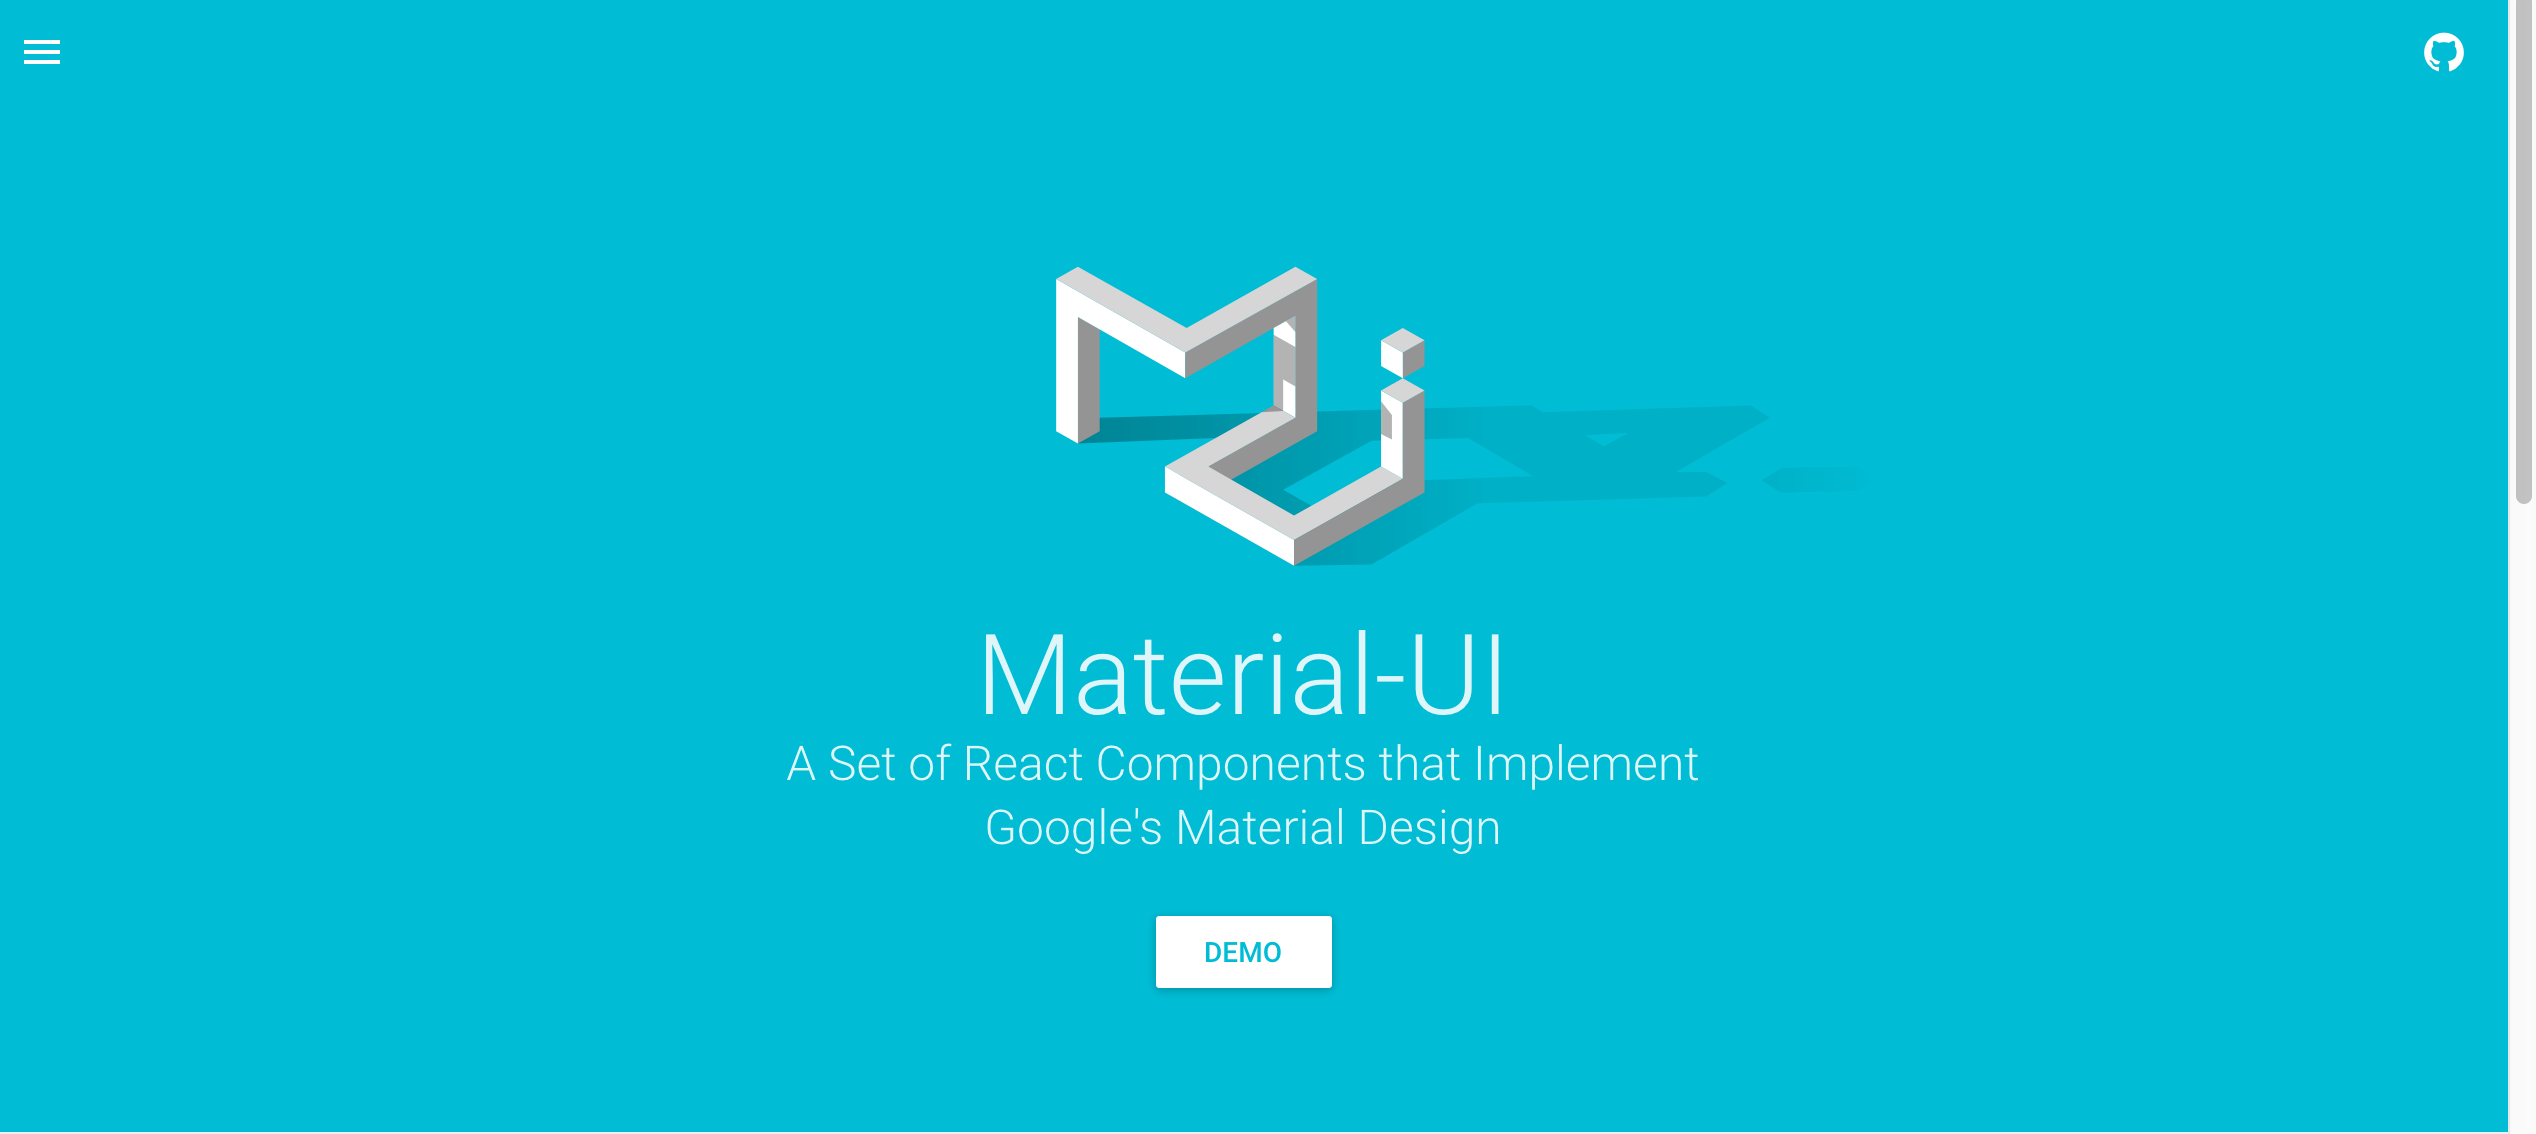 Material-UI
A Set of React Components that Implement
Google's Material Design
DEMO